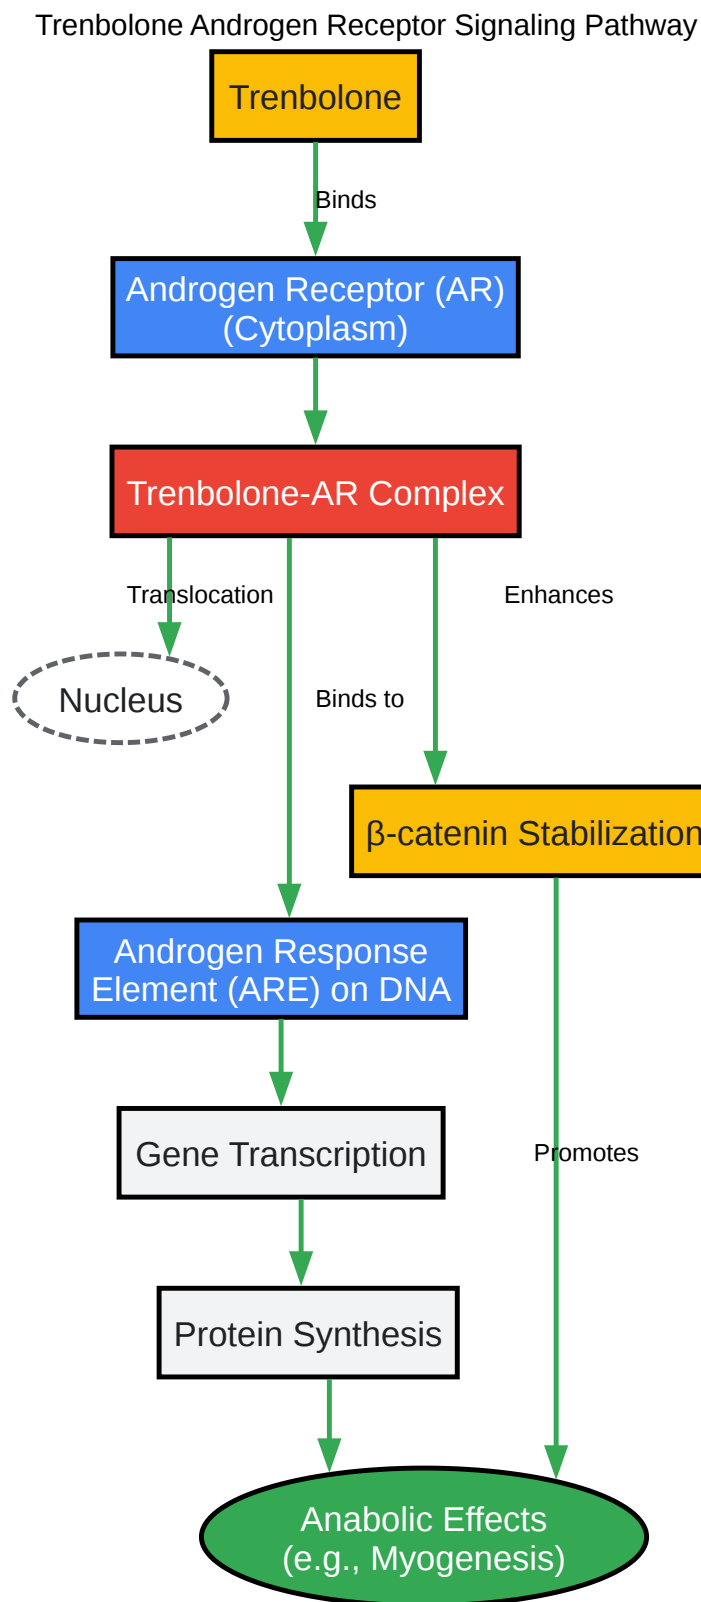 Trenbolone Androgen Receptor Signaling Pathway
Trenbolone
Binds
Androgen Receptor (AR)
(Cytoplasm)
Trenbolone-AR Complex
Translocation
Enhances
Nucleus
Binds to
β-catenin Stabilization
Androgen Response
Element (ARE) on DNA
Gene Transcription
Promotes
Protein Synthesis
Anabolic Effects
(e.g., Myogenesis)